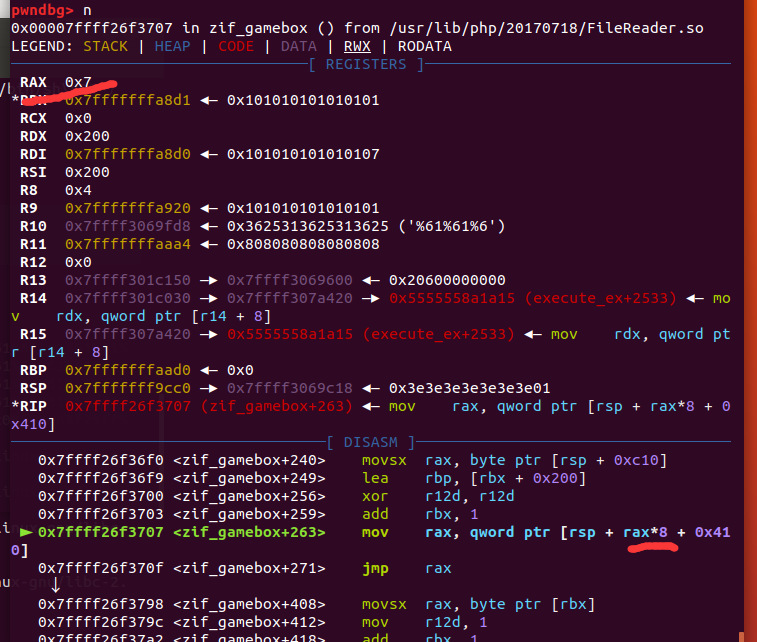 pwndbg> n
0x00007ffff26f3707 in zif_gamebox () from /usr/lib/php/20170718/FileReader.so
LEGEND: STACK | HEAP | CODE | DATA | RWX | RODATA
[ REGISTERS ]
RAX  0x7
0x7fffffffa8d1 ◂— 0x101010101010101
RCX  0x0
RDX  0x200
RDI  0x7fffffffa8d0 ◂— 0x101010101010107
RSI  0x200
R8   0x4
R9   0x7fffffffa920 ◂— 0x101010101010101
R10  0x7ffff3069fd8 ◂— 0x3625313625313625 ('%61%61%6')
R11  0x7fffffffaaa4 ◂— 0x808080808080808
R12  0x0
R13  0x7ffff301c150 —▸ 0x7ffff3069600 ◂— 0x20600000000
R14  0x7ffff301c030 —▸ 0x7ffff307a420 —▸ 0x5555558a1a15 (execute_ex+2533) ◂— mo
v    rdx, qword ptr [r14 + 8]
R15  0x7ffff307a420 —▸ 0x5555558a1a15 (execute_ex+2533) ◂— mov    rdx, qword pt
r [r14 + 8]
RBP  0x7fffffffaad0 ◂— 0x0
RSP  0x7fffffff9cc0 —▸ 0x7ffff3069c18 ◂— 0x3e3e3e3e3e3e3e01
*RIP  0x7ffff26f3707 (zif_gamebox+263) ◂— mov    rax, qword ptr [rsp + rax*8 + 0
x410]
[ DISASM ]
0x7ffff26f36f0 <zif_gamebox+240>    movsx  rax, byte ptr [rsp + 0xc10]
0x7ffff26f36f9 <zif_gamebox+249>    lea    rbp, [rbx + 0x200]
0x7ffff26f3700 <zif_gamebox+256>    xor    r12d, r12d
0x7ffff26f3703 <zif_gamebox+259>    add    rbx, 1
► 0x7ffff26f3707 <zif_gamebox+263>    mov    rax, qword ptr [rsp + rax*8 + 0x41
0]
0x7ffff26f370f <zif_gamebox+271>    jmp    rax
↓
0x7ffff26f3798 <zif_gamebox+408>    movsx  rax, byte ptr [rbx]
0x7ffff26f379c <zif_gamebox+412>    mov    r12d, 1
0x7ffff26f37a2 <zif_gamebox+418>    add    rbx, 1